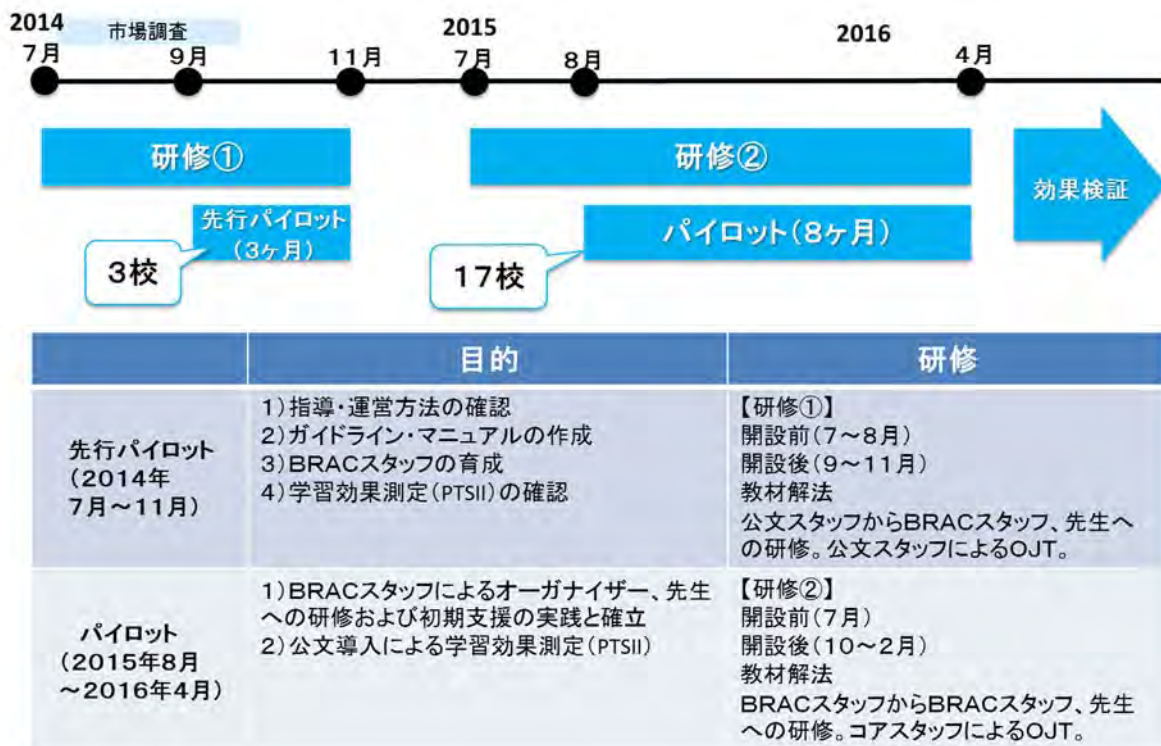 2014
市場調査
2015
2016
7月
9月
11月
7月
8月
4月
研修①
研修②
効果検証
先行パイロット
(3ヶ月)
パイロット(8ヶ月)
3校
17校
目的
研修
先行パイロット
(2014年
7月～11月)
1)指導・運営方法の確認
2)ガイドライン・マニュアルの作成
3)BRACスタッフの育成
4)学習効果測定(PTSII)の確認
【研修①】
開設前(7～8月)
開設後(9～11月)
教材解法
公文スタッフからBRACスタッフ、先生へ
の研修。公文スタッフによるOJT。
パイロット
(2015年8月
～2016年4月)
1)BRACスタッフによるオーガナイザー、先生
への研修および初期支援の実践と確立
2)公文導入による学習効果測定(PTSII)
【研修②】
開設前(7月)
開設後(10～2月)
教材解法
BRACスタッフからBRACスタッフ、先生
への研修。コアスタッフによるOJT。